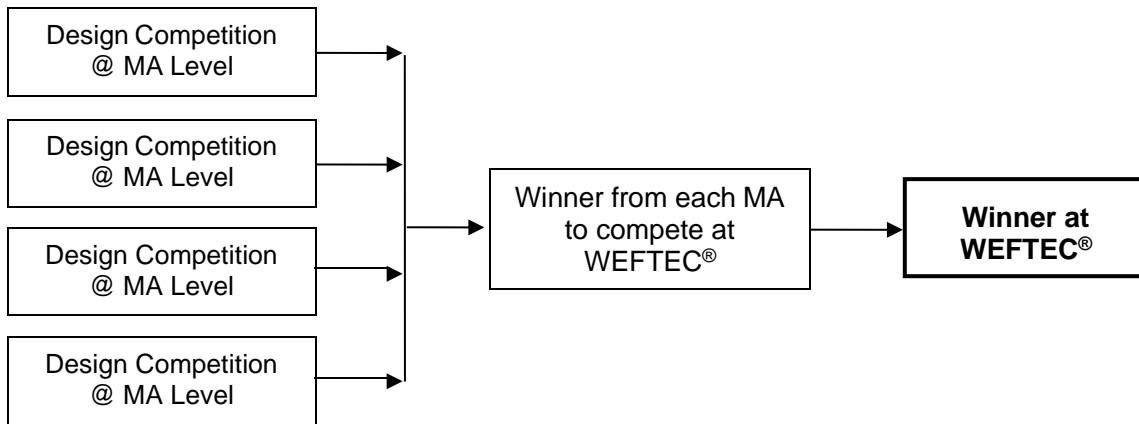 Design Competition
@ MA Level
Design Competition
@ MA Level
Design Competition
@ MA Level
Design Competition
@ MA Level
Winner from each MA
to compete at
WEFTEC®
Winner at
WEFTEC®